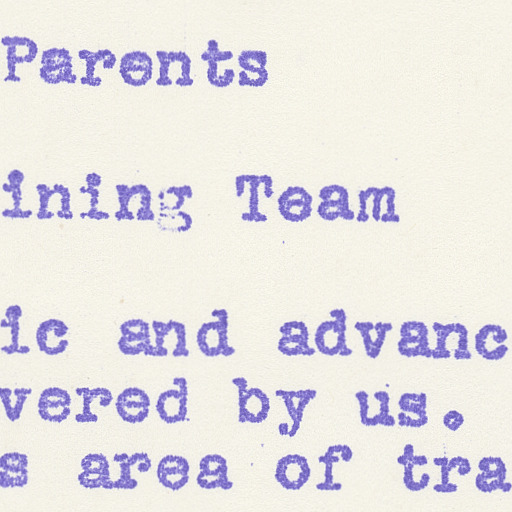 Parents
ining Team
ic and advanc
vered by us.
s area of tra